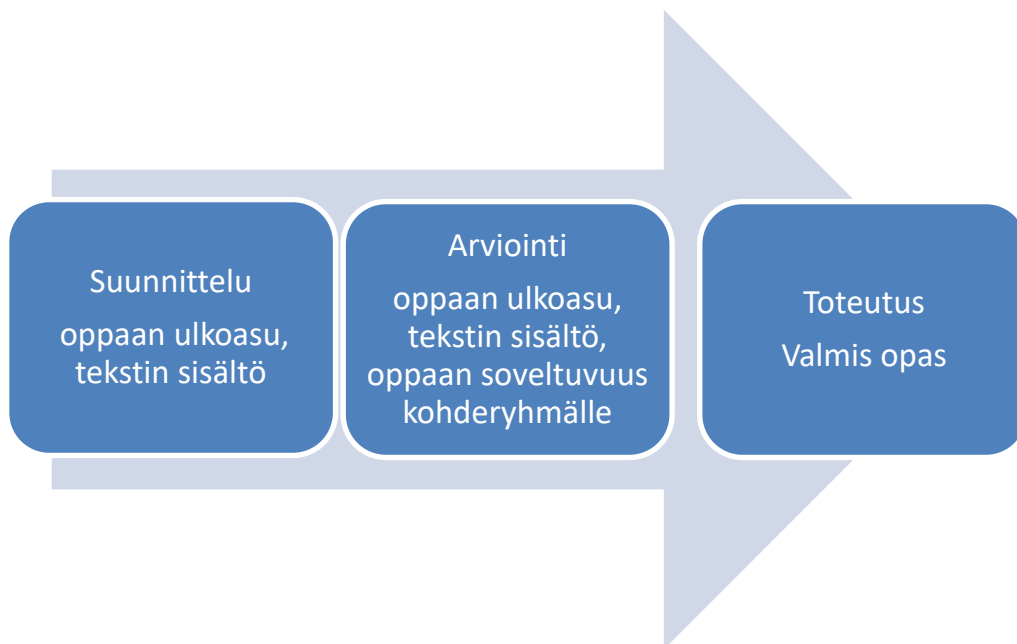 Suunnittelu
oppaan ulkoasu,
tekstin sisältö
Arviointi
oppaan ulkoasu,
tekstin sisältö,
oppaan soveltuvuus
kohderyhmälle
Toteutus
Valmis opas